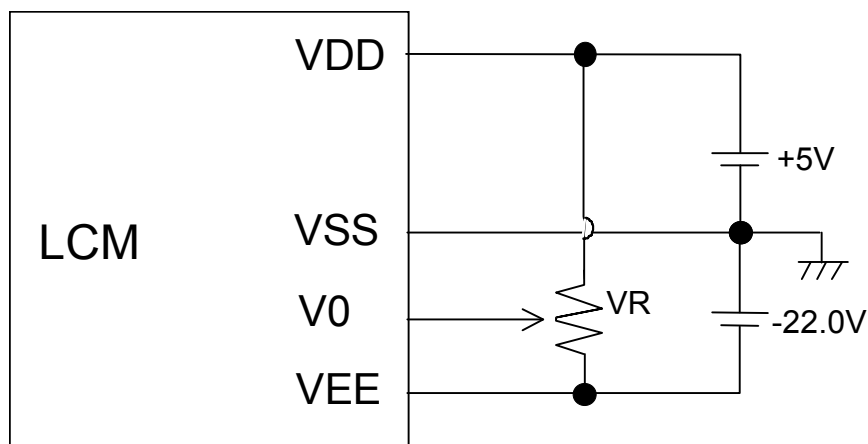 VDD
+5V
LCM
VSS
V0
VR
-22.0V
VEE